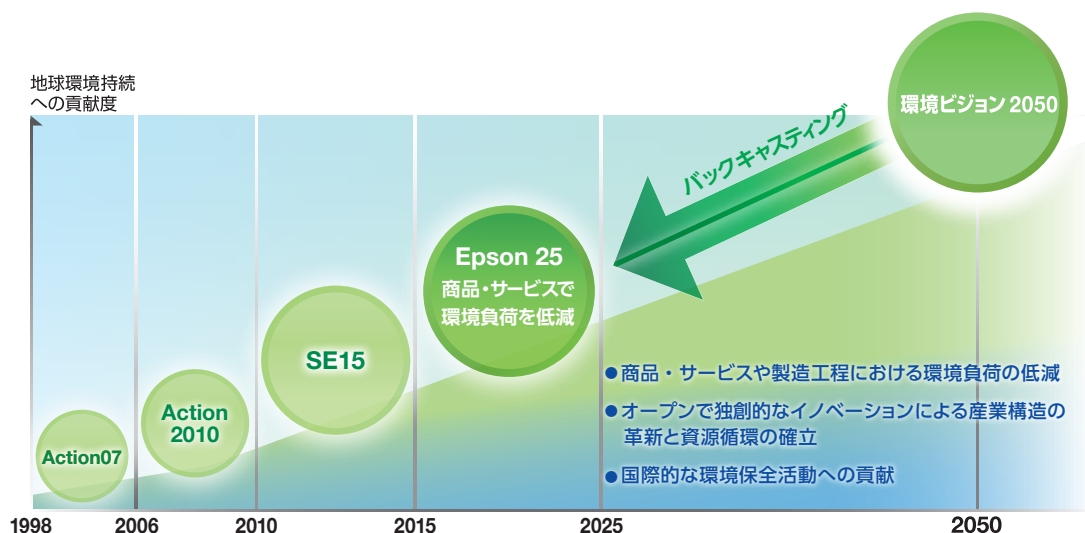 地球環境持続
への貢献度
環境ビジョン 2050
バックキャスティング
Epson 25
商品・サービスで
環境負荷を低減
SE15
Action
2010
Action07
●商品・サービスや製造工程における環境負荷の低減
●オープンで独創的なイノベーションによる産業構造の
革新と資源循環の確立
●国際的な環境保全活動への貢献
1998 2006 2010 2015 2025 2050